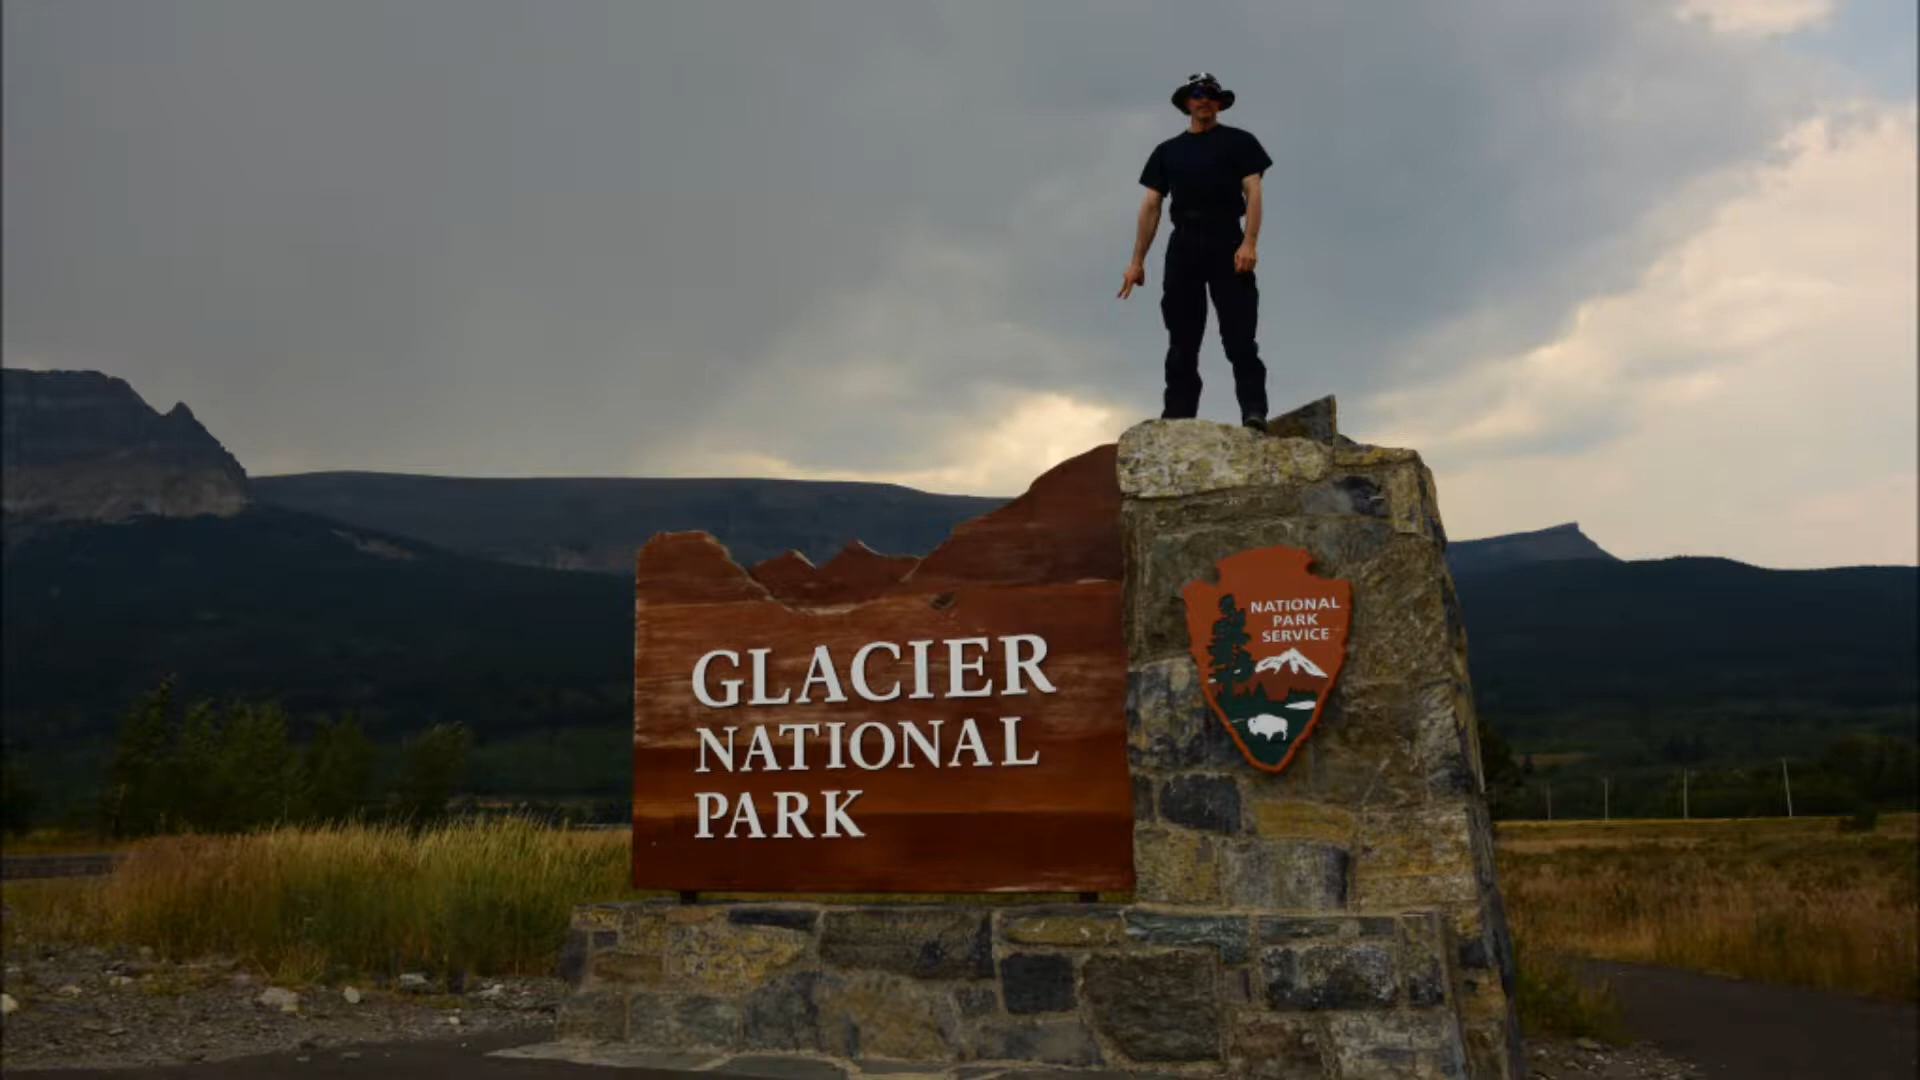 GLACIER
NATIONAL
PARK
NATIONAL
PARK
SERVICE